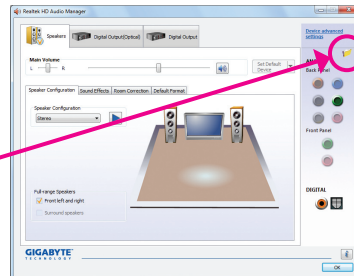 Realtek HD Audio Manager
Speakers
Digital Output(Optical)
Digital Output
Device advanced settings
Main Volume
L
R
Set Default Device
Speaker Configuration
Sound Effects
Room Correction
Default Format
Speaker Configuration
Stereo
Full-range Speakers
Front left and right
Surround speakers
Back Panel
Front Panel
DIGITAL
GIGABYTE
TECHNOLOGY
OK